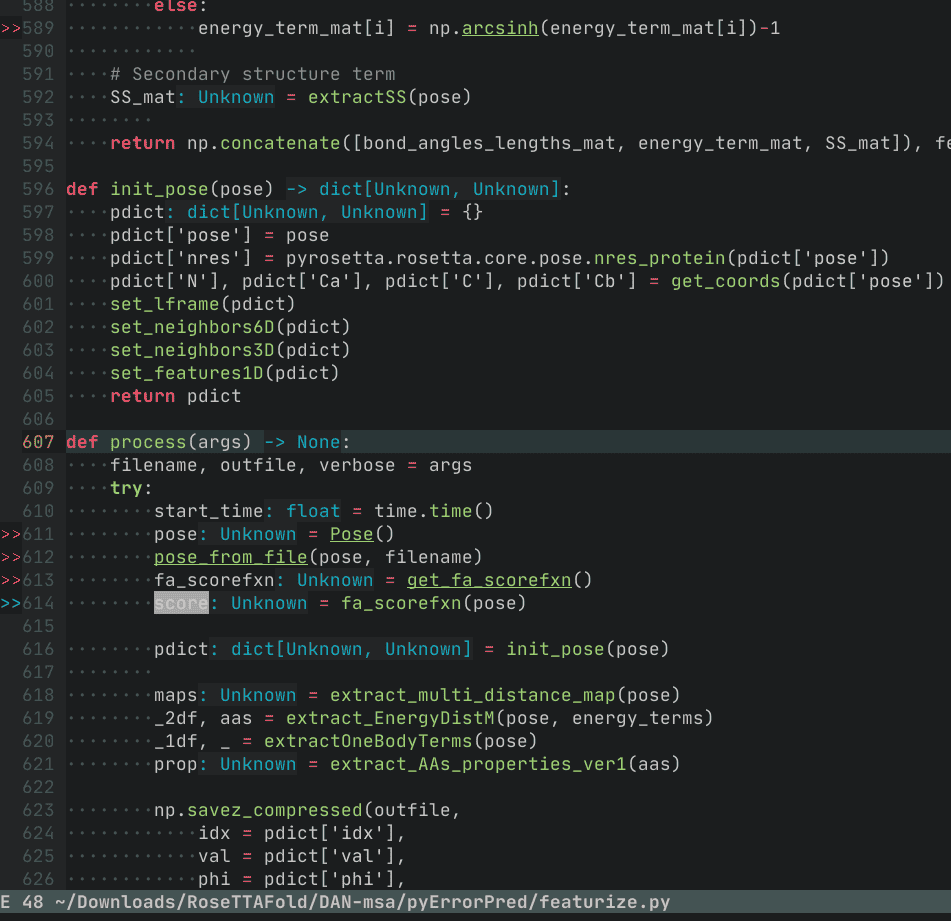 588 else:
>>589 energy_term_mat[i] = np.arcsinh(energy_term_mat[i])-1
590 ············
591 ····# Secondary structure term
592 ····SS_mat: Unknown = extractSS(pose)
593 ········
594 ····return np.concatenate([bond_angles_lengths_mat, energy_term_mat, SS_mat]), fe
595
596 def init_pose(pose) -> dict[Unknown, Unknown]:
597 ····pdict: dict[Unknown, Unknown] = {}
598 ····pdict['pose'] = pose
599 ····pdict['nres'] = pyrosetta.rosetta.core.pose.nres_protein(pdict['pose'])
600 ····pdict['N'], pdict['Ca'], pdict['C'], pdict['Cb'] = get_coords(pdict['pose'])
601 ····set_lframe(pdict)
602 ····set_neighbors6D(pdict)
603 ····set_neighbors3D(pdict)
604 ····set_features1D(pdict)
605 ····return pdict
606
607 def process(args) -> None:
608 ····filename, outfile, verbose = args
609 ····try:
610 ········start_time: float = time.time()
>>611 ········pose: Unknown = Pose()
>>612 ········pose_from_file(pose, filename)
>>613 ········fa_scorefxn: Unknown = get_fa_scorefxn()
>>614 ········score: Unknown = fa_scorefxn(pose)
615
616 ········pdict: dict[Unknown, Unknown] = init_pose(pose)
617 ········
618 ········maps: Unknown = extract_multi_distance_map(pose)
619 ········_2df, aas = extract_EnergyDistM(pose, energy_terms)
620 ········_1df, _ = extractOneBodyTerms(pose)
621 ········prop: Unknown = extract_AAs_properties_ver1(aas)
622
623 ········np.savez_compressed(outfile,
624 ············idx = pdict['idx'],
625 ············val = pdict['val'],
626 ············phi = pdict['phi'],
E 48 ~/Downloads/RoseTTAFold/DAN-msa/pyErrorPred/featurize.py